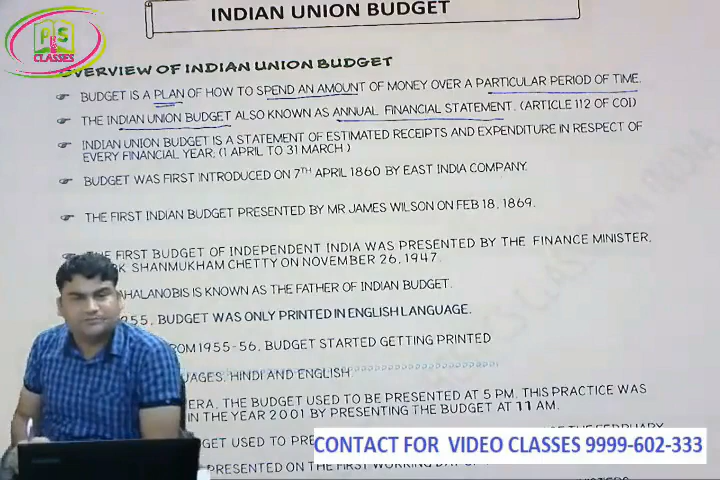 INDIAN UNION BUDGET
PS
CLASSES
OVERVIEW OF INDIAN UNION BUDGET
BUDGET IS A PLAN OF HOW TO SPEND AN AMOUNT OF MONEY OVER A PARTICULAR PERIOD OF TIME.
THE INDIAN UNION BUDGET ALSO KNOWN AS ANNUAL FINANCIAL STATEMENT. (ARTICLE 112 OF COI)
INDIAN UNION BUDGET IS A STATEMENT OF ESTIMATED RECEIPTS AND EXPENDITURE IN RESPECT OF
EVERY FINANCIAL YEAR; (1 APRIL TO 31 MARCH )
BUDGET WAS FIRST INTRODUCED ON 7TH APRIL 1860 BY EAST INDIA COMPANY.
THE FIRST INDIAN BUDGET PRESENTED BY MR JAMES WILSON ON FEB 18, 1869.
THE FIRST BUDGET OF INDEPENDENT INDIA WAS PRESENTED BY THE FINANCE MINISTER,
SHANMUKHAM CHETTY ON NOVEMBER 26, 1947.
HALANOBIS IS KNOWN AS THE FATHER OF INDIAN BUDGET.
1955, BUDGET WAS ONLY PRINTED IN ENGLISH LANGUAGE.
ROM 1955-56, BUDGET STARTED GETTING PRINTED
UAGES, HINDI AND ENGLISH
ERA, THE BUDGET USED TO BE PRESENTED AT 5 PM. THIS PRACTICE WAS
IN THE YEAR 2001 BY PRESENTING THE BUDGET AT 11 AM.
GET USED TO PRE
PRESENTED ON THE FIRST WORKING DAY
CONTACT FOR VIDEO CLASSES 9999-602-333